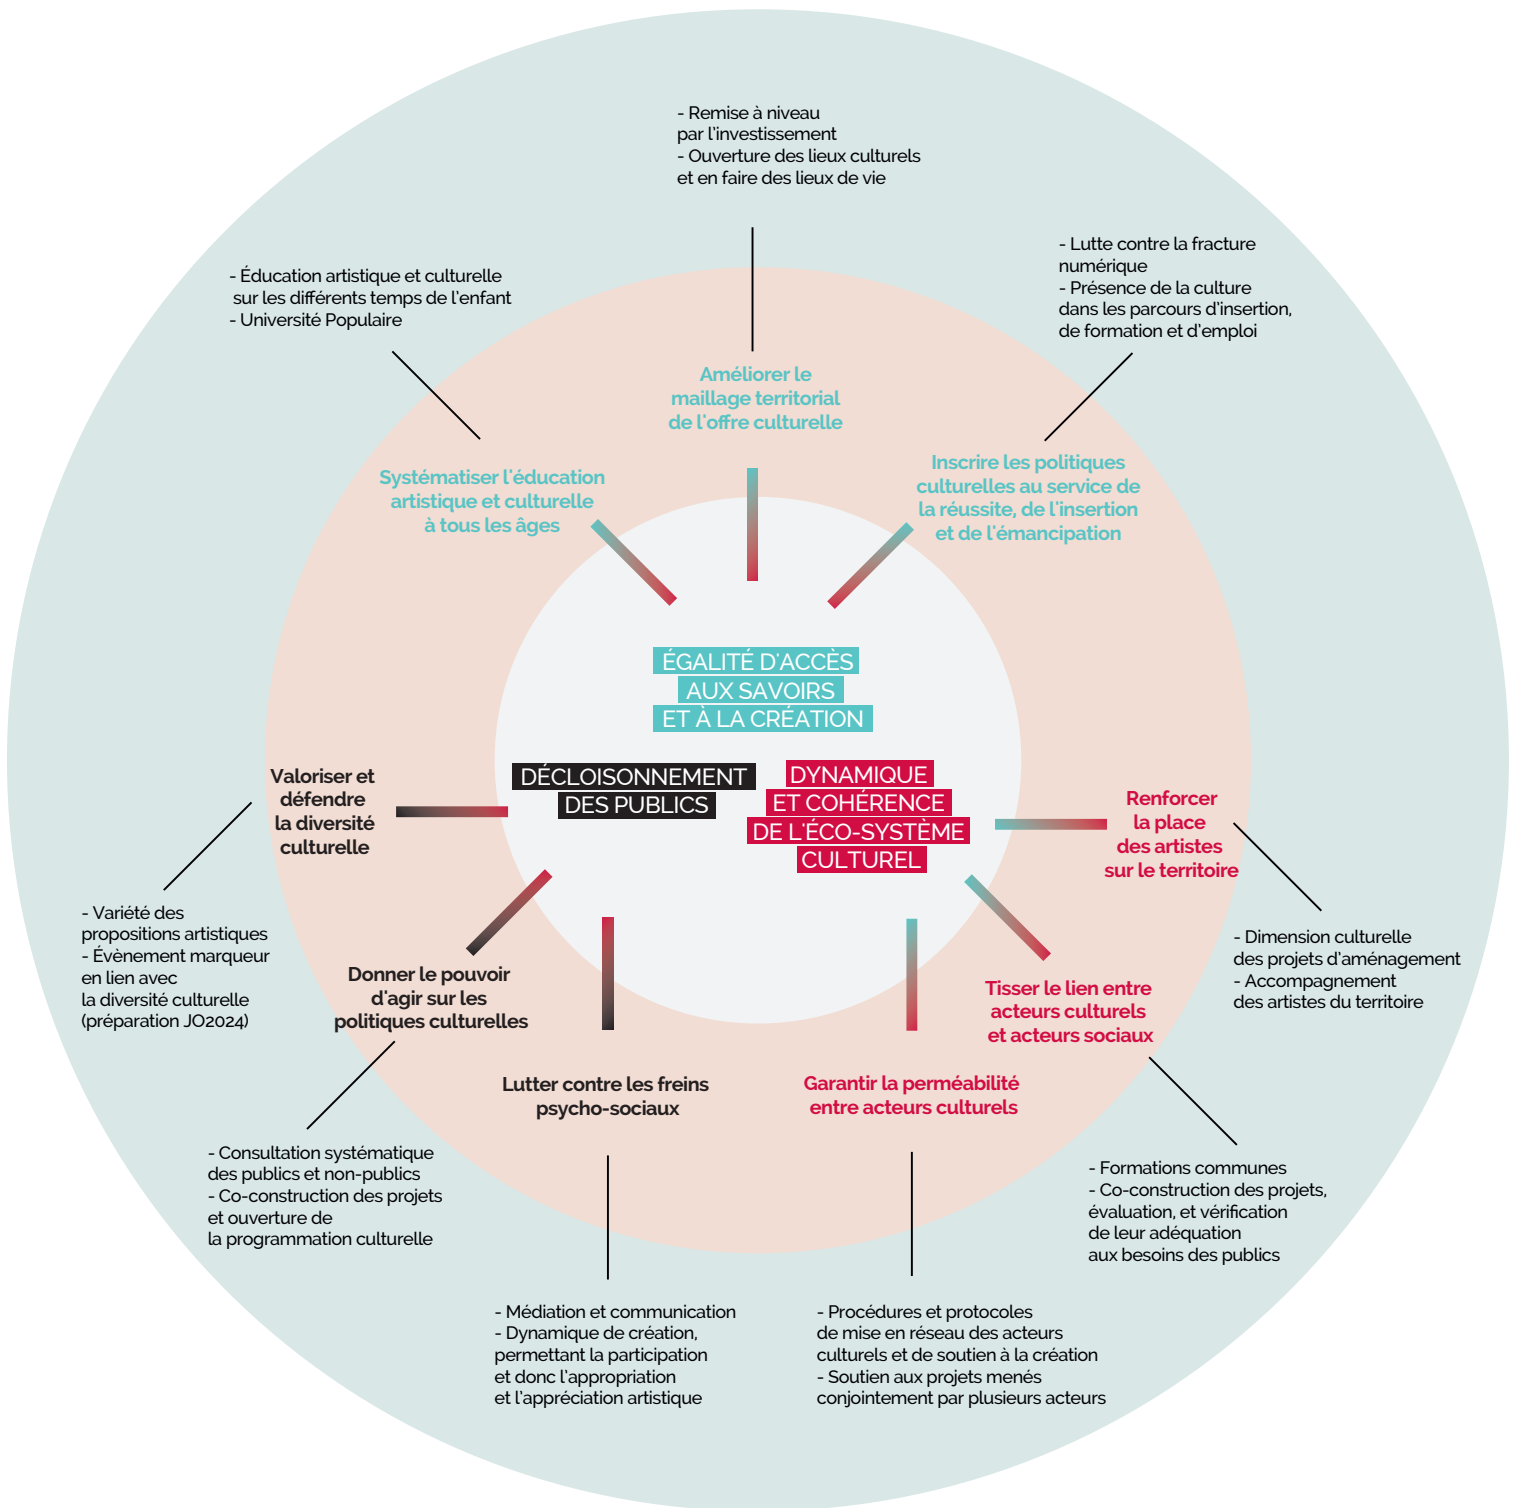 - Remise à niveau
par l'investissement
- Ouverture des lieux culturels
et en faire des lieux de vie
- Lutte contre la fracture
numérique
- Présence de la culture
dans les parcours d'insertion,
de formation et d'emploi
- Éducation artistique et culturelle
sur les différents temps de l'enfant
- Université Populaire
Améliorer le
maillage territorial
de l'offre culturelle
Systématiser l'éducation
artistique et culturelle
à tous les âges
Inscrire les politiques
culturelles au service de
la réussite, de l'insertion
et de l'émancipation
ÉGALITÉ D'ACCÈS
AUX SAVOIRS
ET À LA CRÉATION
DÉCLOISONNEMENT
DES PUBLICS
DYNAMIQUE
ET COHÉRENCE
DE L'ÉCO-SYSTÈME
CULTUREL
Valoriser et
défendre
la diversité
culturelle
Renforcer
la place
des artistes
sur le territoire
- Variété des
propositions artistiques
- Évènement marqueur
en lien avec
la diversité culturelle
(préparation JO2024)
Donner le pouvoir
d'agir sur les
politiques culturelles
Tisser le lien entre
acteurs culturels
et acteurs sociaux
- Dimension culturelle
des projets d'aménagement
- Accompagnement
des artistes du territoire
Lutter contre les freins
psycho-sociaux
Garantir la perméabilité
entre acteurs culturels
- Consultation systématique
des publics et non-publics
- Co-construction des projets
et ouverture de
la programmation culturelle
- Formations communes
- Co-construction des projets,
évaluation, et vérification
de leur adéquation
aux besoins des publics
- Médiation et communication
- Dynamique de création,
permettant la participation
et donc l'appropriation
et l'appréciation artistique
- Procédures et protocoles
de mise en réseau des acteurs
culturels et de soutien à la création
- Soutien aux projets menés
conjointement par plusieurs acteurs